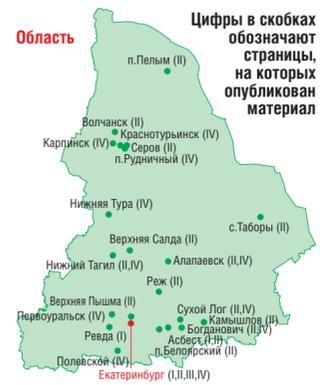 Цифры в скобках
обозначают
страницы,
на которых
опубликован
материал
Область
п.Пелым (II)
Волчанск (II)
Краснотурьинск (IV)
Карпинск (IV)
Серов (II)
п.Рудничный (IV)
Нижняя Тура (IV)
с.Таборы (II)
Верхняя Салда (II)
Алапаевск (II,IV)
Нижний Тагил (II,IV)
Реж (II)
Верхняя Пышма (II)
Сухой Лог (II,IV)
Первоуральск (IV)
Камышлов (II)
Богданович (II,IV)
Ревда (I)
Асбест (I,II)
п.Белоярский (II)
Полевской (IV)
Екатеринбург (I,II,III,IV)